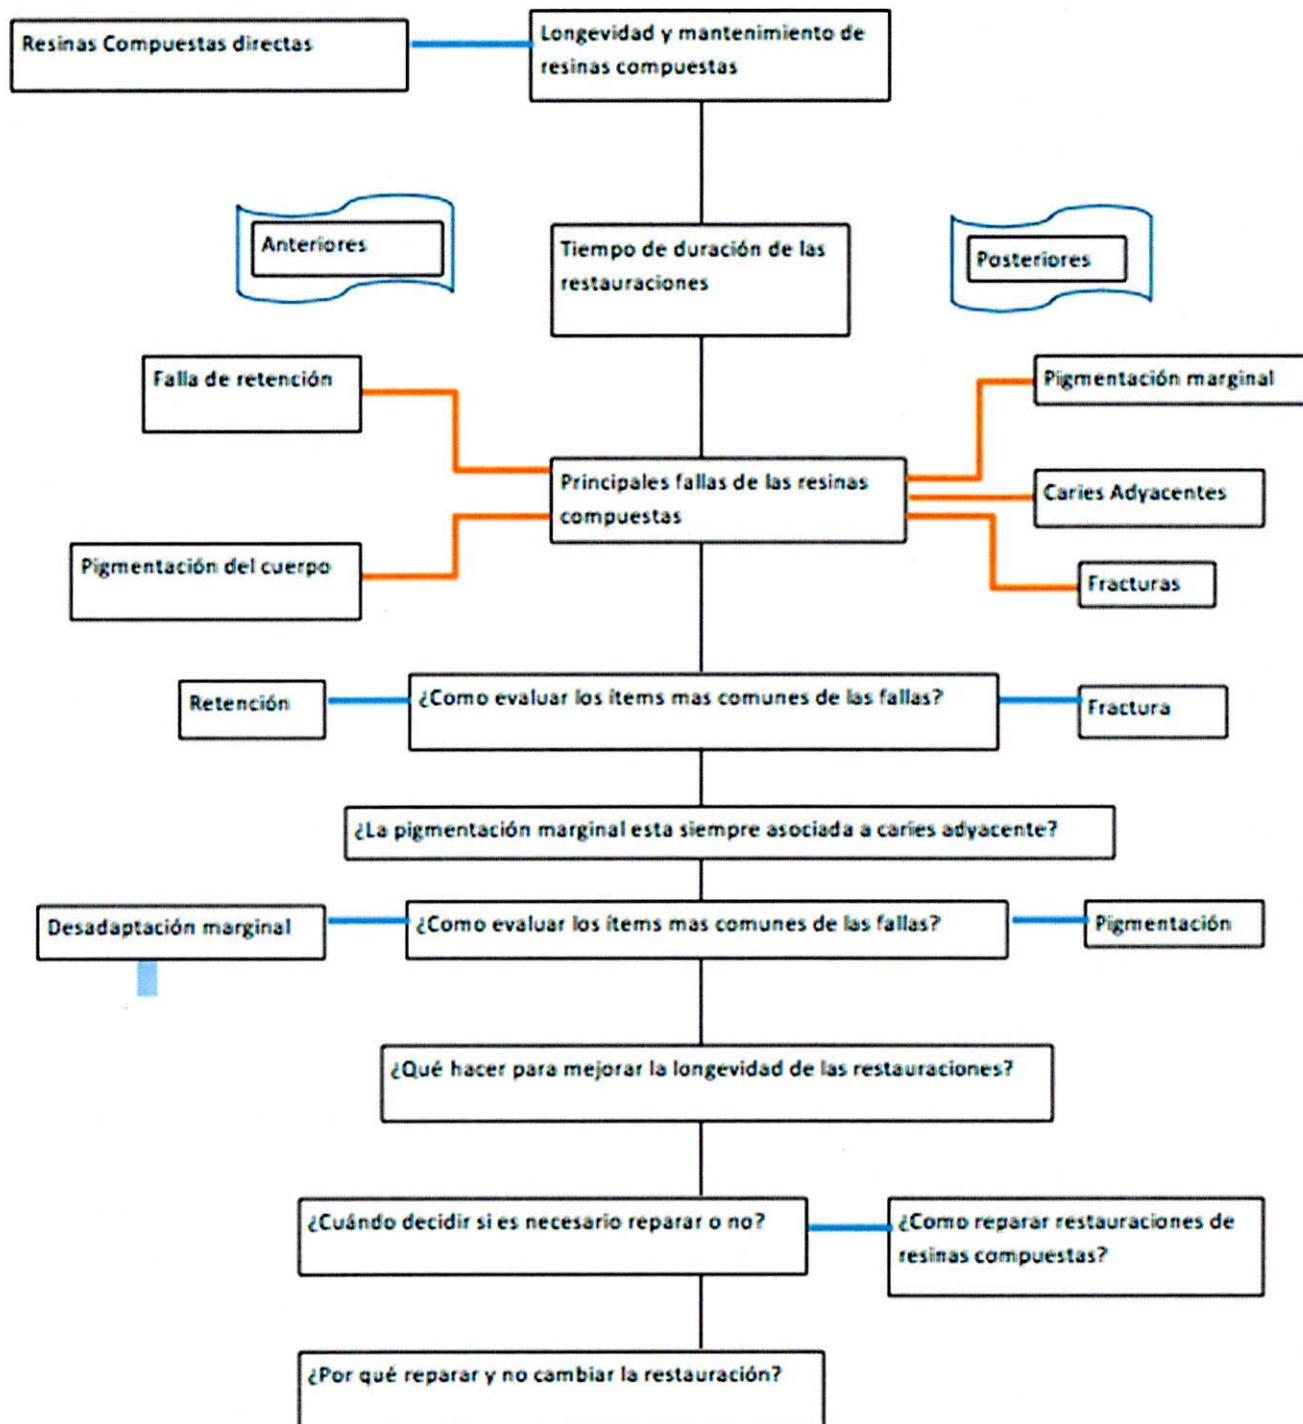 Resinas Compuestas directas
Longevidad y mantenimiento de
resinas compuestas
Anteriores
Tiempo de duración de las
restauraciones
Posteriores
Falla de retención
Pigmentación marginal
Principales fallas de las resinas
compuestas
Caries Adyacentes
Pigmentación del cuerpo
Fracturas
Retención
¿Como evaluar los ítems mas comunes de las fallas?
Fractura
¿La pigmentación marginal esta siempre asociada a caries adyacente?
Desadaptación marginal
¿Como evaluar los ítems mas comunes de las fallas?
Pigmentación
¿Qué hacer para mejorar la longevidad de las restauraciones?
¿Cuándo decidir si es necesario reparar o no?
¿Como reparar restauraciones de
resinas compuestas?
¿Por qué reparar y no cambiar la restauración?